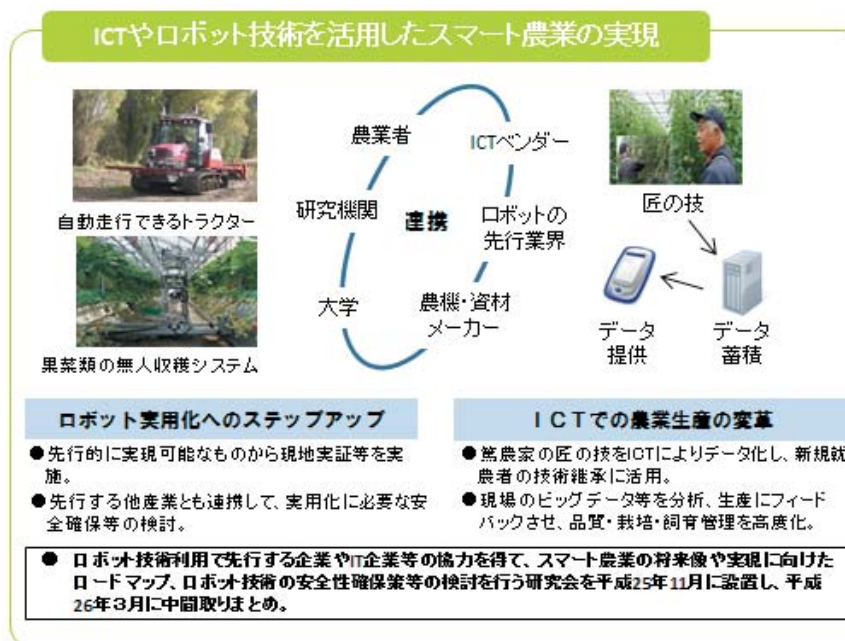 ICTやロボット技術を活用したスマート農業の実現
自動走行できるトラクター
果菜類の無人収穫システム
農業者
ICTベンダー
研究機関
連携
ロボットの
先行業界
大学
農機・資材
メーカー
匠の技
データ
提供
データ
蓄積
ロボット実用化へのステップアップ
●先行的に実現可能なものから現地実証等を実
施。
●先行する他産業とも連携して、実用化に必要な安
全確保等の検討。
ＩＣＴでの農業生産の変革
●篤農家の匠の技をICTによりデータ化し、新規就
農者の技術継承に活用。
●現場のビッグデータ等を分析、生産にフィード
バックさせ、品質・栽培・飼育管理を高度化。
● ロボット技術利用で先行する企業やIT企業等の協力を得て、スマート農業の将来像や実現に向けた
ロードマップ、ロボット技術の安全性確保策等の検討を行う研究会を平成25年11月に設置し、平成
26年３月に中間取りまとめ。